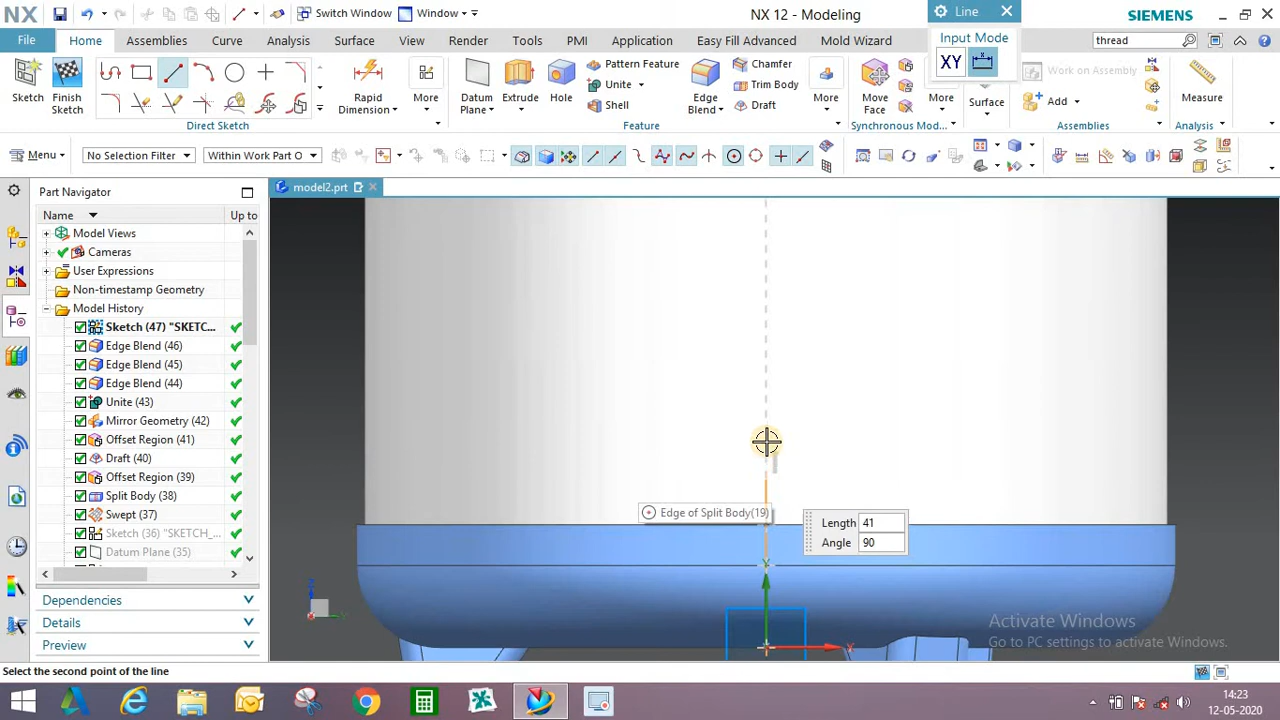 NX
Switch Window
Window
NX 12 - Modeling
Line
SIEMENS
File
Home
Assemblies
Curve
Analysis
Surface
View
Render
Tools
PMI
Application
Easy Fill Advanced
Mold Wizard
Input Mode
XY
thread
Sketch
Finish Sketch
Direct Sketch
Rapid Dimension
More
Datum Plane
Extrude
Hole
Pattern Feature
Unite
Shell
Feature
Edge Blend
Chamfer
Trim Body
Draft
More
Move Face
More
Synchronous Mod...
Surface
Work on Assembly
Add
Assemblies
Measure
Analysis
Menu
No Selection Filter
Within Work Part O
Part Navigator
model2.prt
Name
Up to
Model Views
Cameras
User Expressions
Non-timestamp Geometry
Model History
Sketch (47) "SKETC...
Edge Blend (46)
Edge Blend (45)
Edge Blend (44)
Unite (43)
Mirror Geometry (42)
Offset Region (41)
Draft (40)
Offset Region (39)
Split Body (38)
Swept (37)
Sketch (36) "SKETCH_...
Datum Plane (35)
Edge of Split Body(19)
Length 41
Angle 90
Y
X
Dependencies
Details
Preview
Activate Windows
Go to PC settings to activate Windows.
Select the second point of the line
14:23
12-05-2020